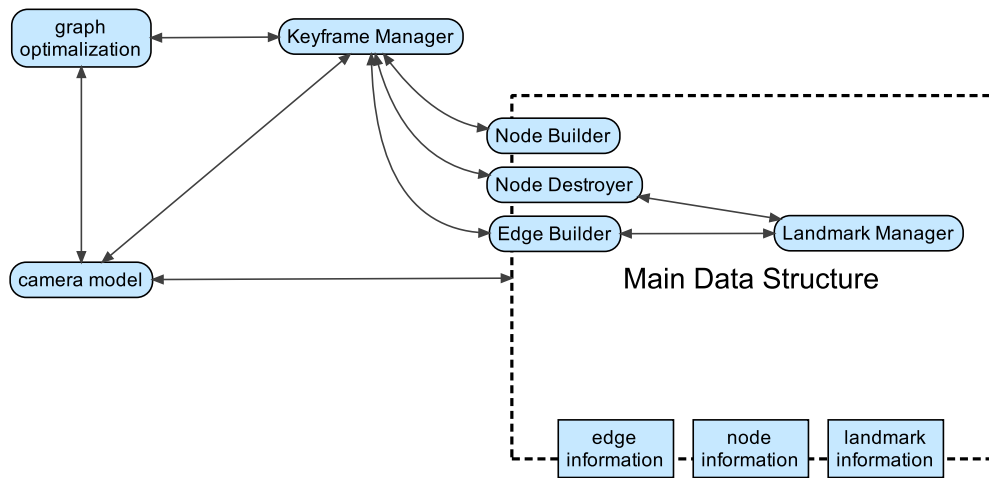 graph
optimalization
Keyframe Manager
Node Builder
Node Destroyer
Edge Builder
Landmark Manager
camera model
Main Data Structure
edge
information
node
information
landmark
information